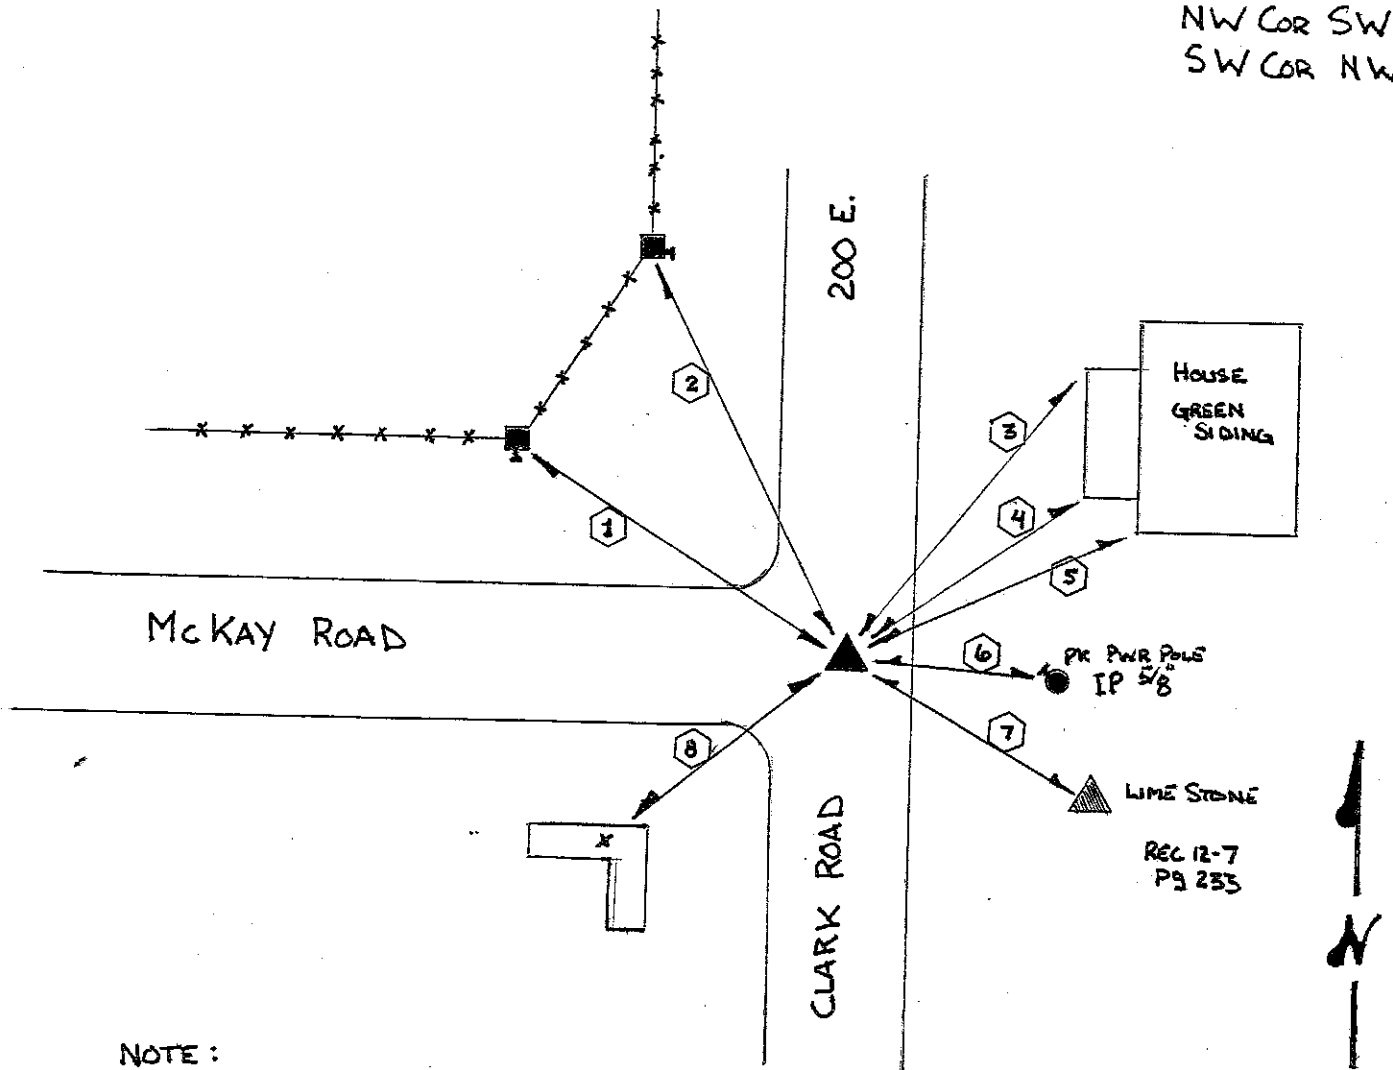 NW COR SW
SW COR NW
200 E.
2
HOUSE
GREEN
SIDING
3
4
1
5
McKAY ROAD
6
PK PWR POLE
IP 5/8"
7
8
LIME STONE
REC 12-7
Pg 233
CLARK ROAD
N
NOTE: